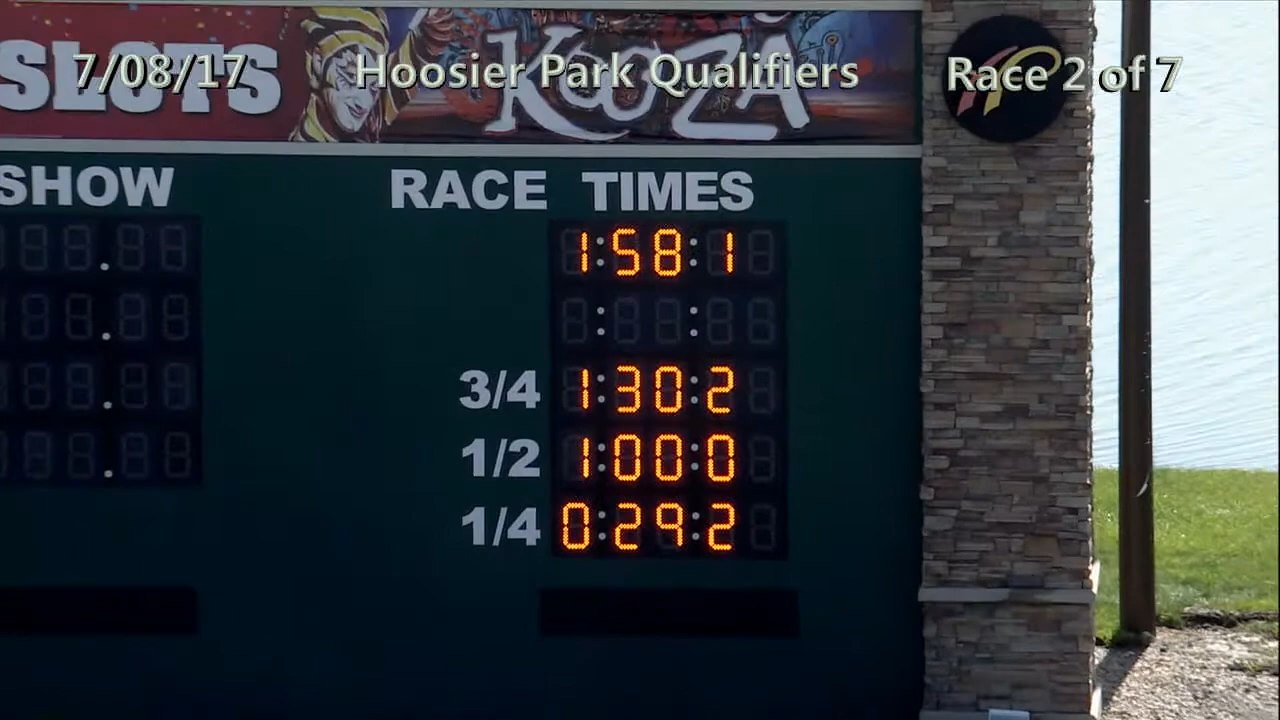 SLOTS
KOOZA
7/08/17 Hoosier Park Qualifiers Race 2 of 7
SHOW RACE TIMES
1:58:1
3/4 1:30:2
1/2 1:00:0
1/4 0:29:2